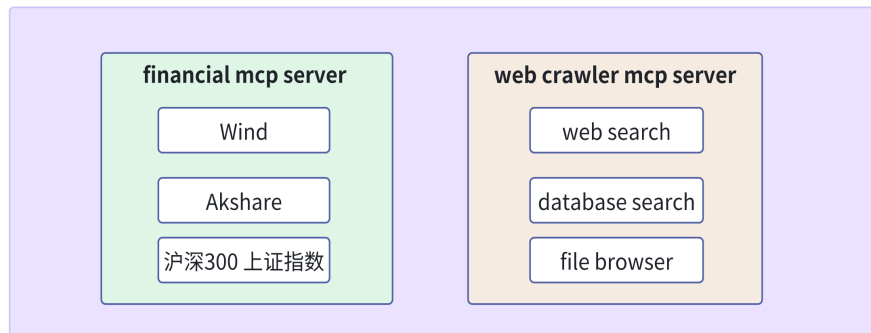 financial mcp server
Wind
Akshare
沪深300 上证指数
web crawler mcp server
web search
database search
file browser